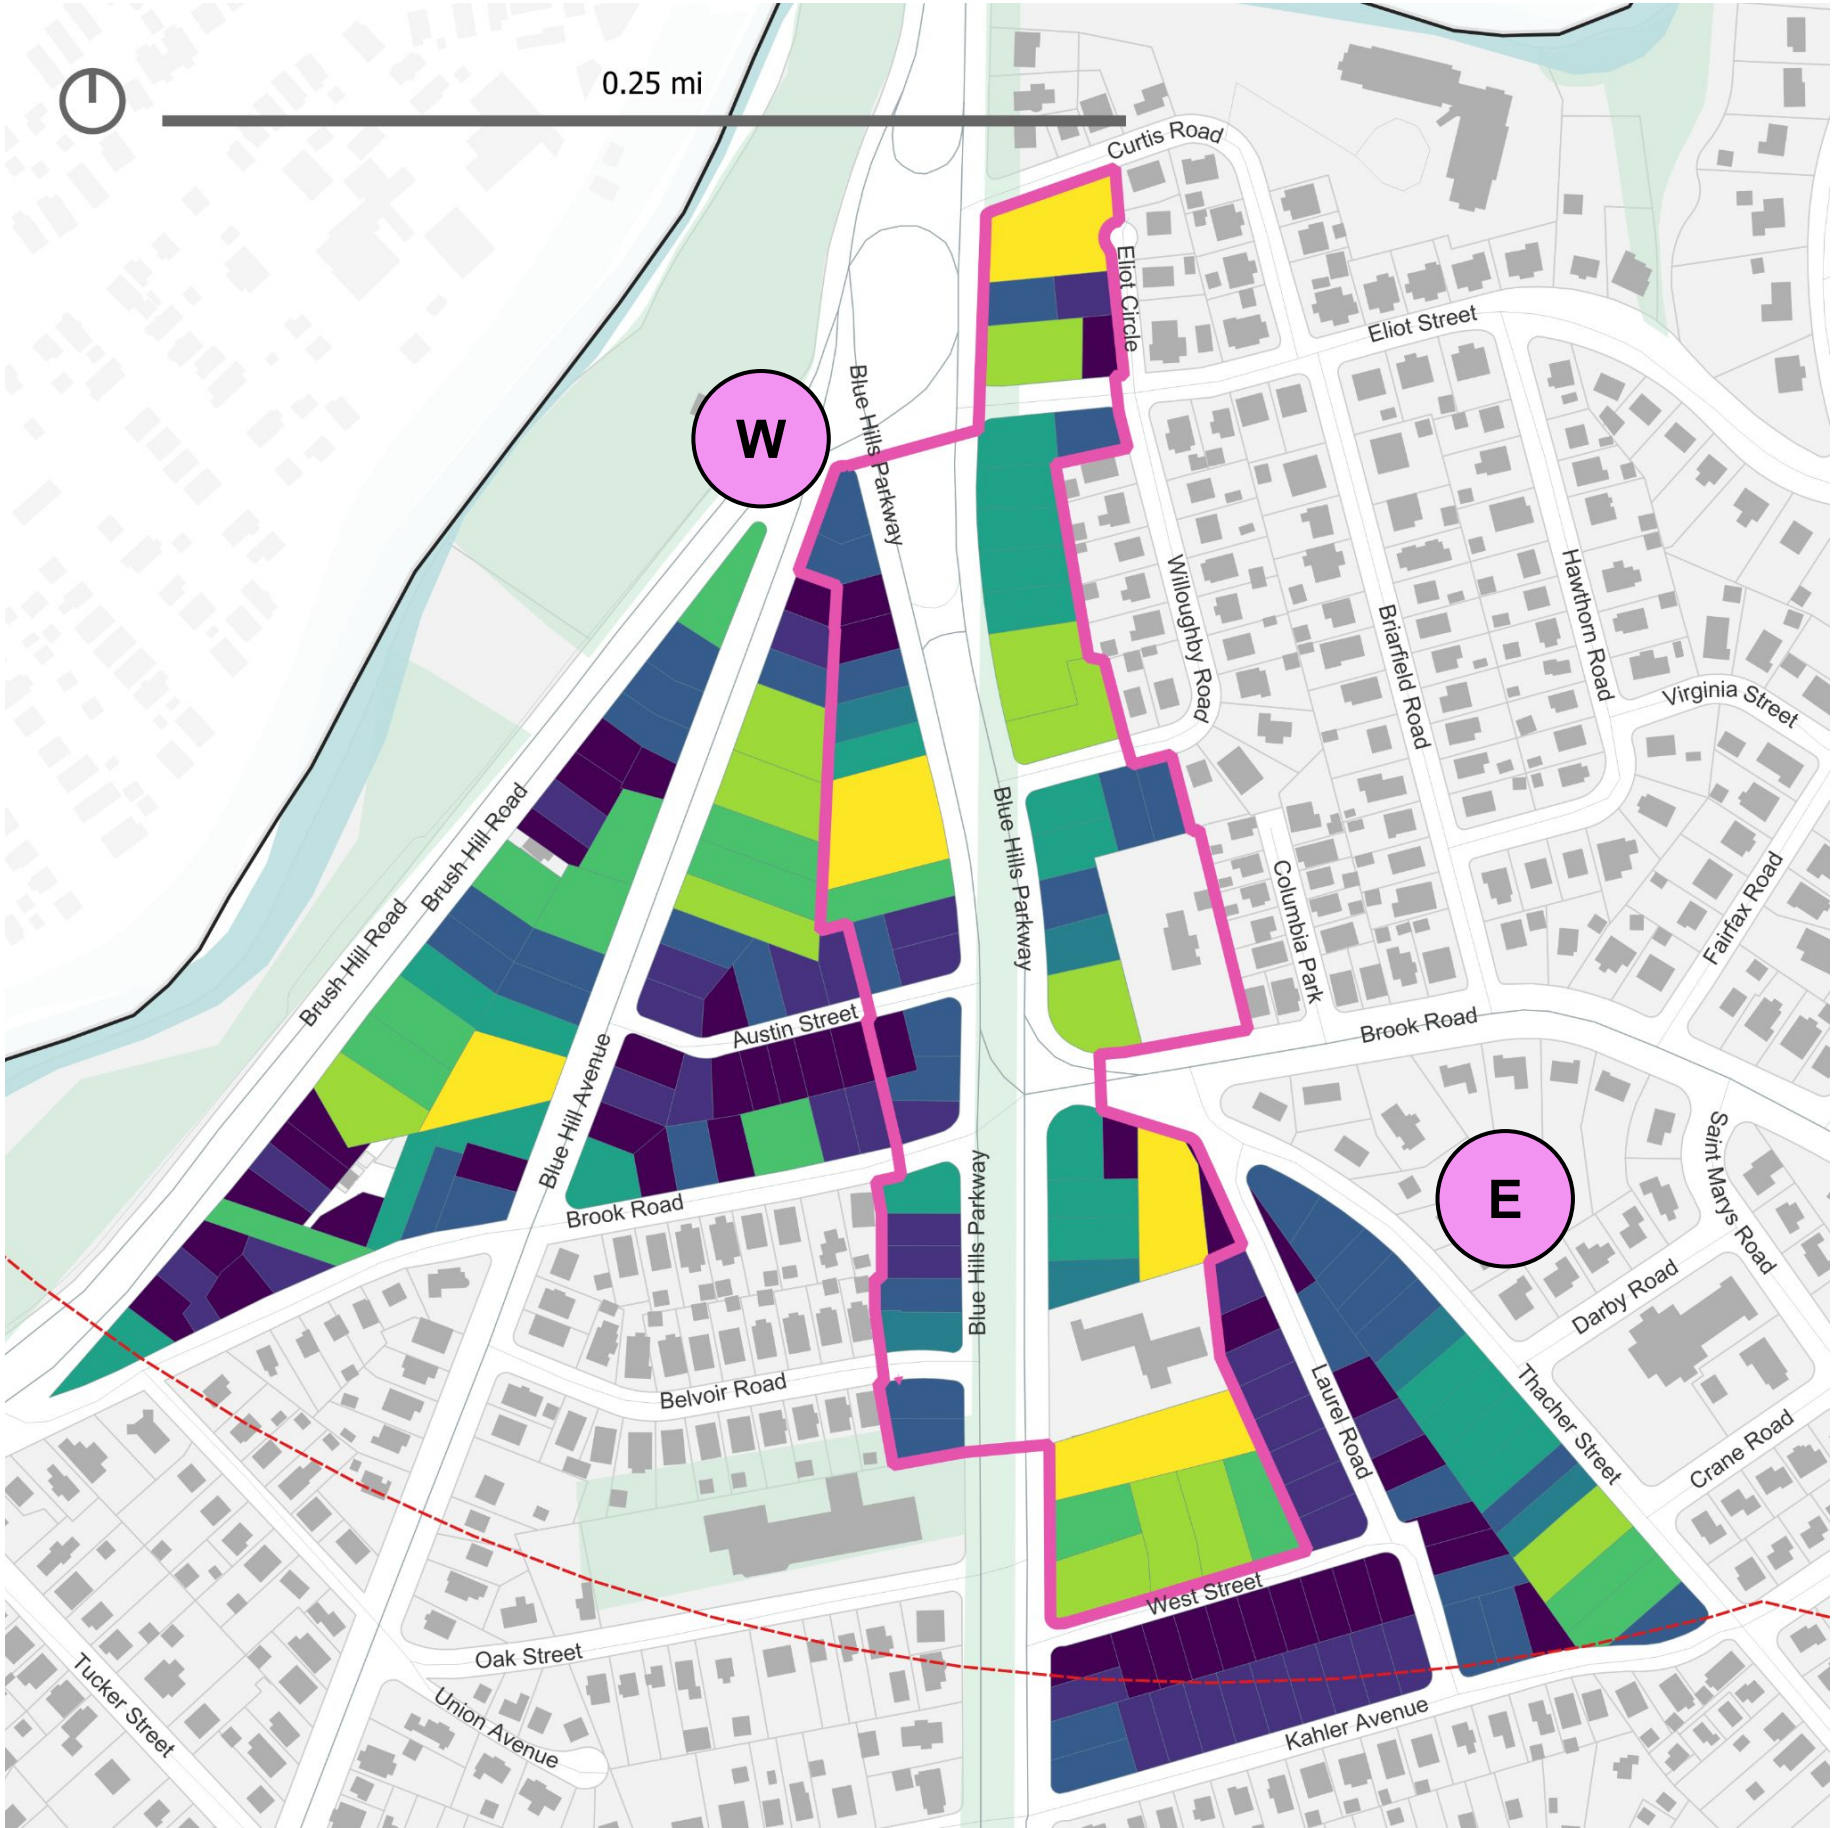 0.25 mi
Curtis Road
Eliot Circle
Eliot Street
W
Blue Hills Parkway
Willoughby Road
Briarfield Road
Hawthorn Road
Virginia Street
Brush Hill Road
Blue Hills Parkway
Columbia Park
Fairfax Road
Brush Hill Road
Austin Street
Brook Road
Blue Hill Avenue
Saint Marys Road
E
Brook Road
Blue Hills Parkway
Darby Road
Belvoir Road
Laurel Road
Thacher Street
Crane Road
West Street
Oak Street
Tucker Street
Union Avenue
Kahler Avenue